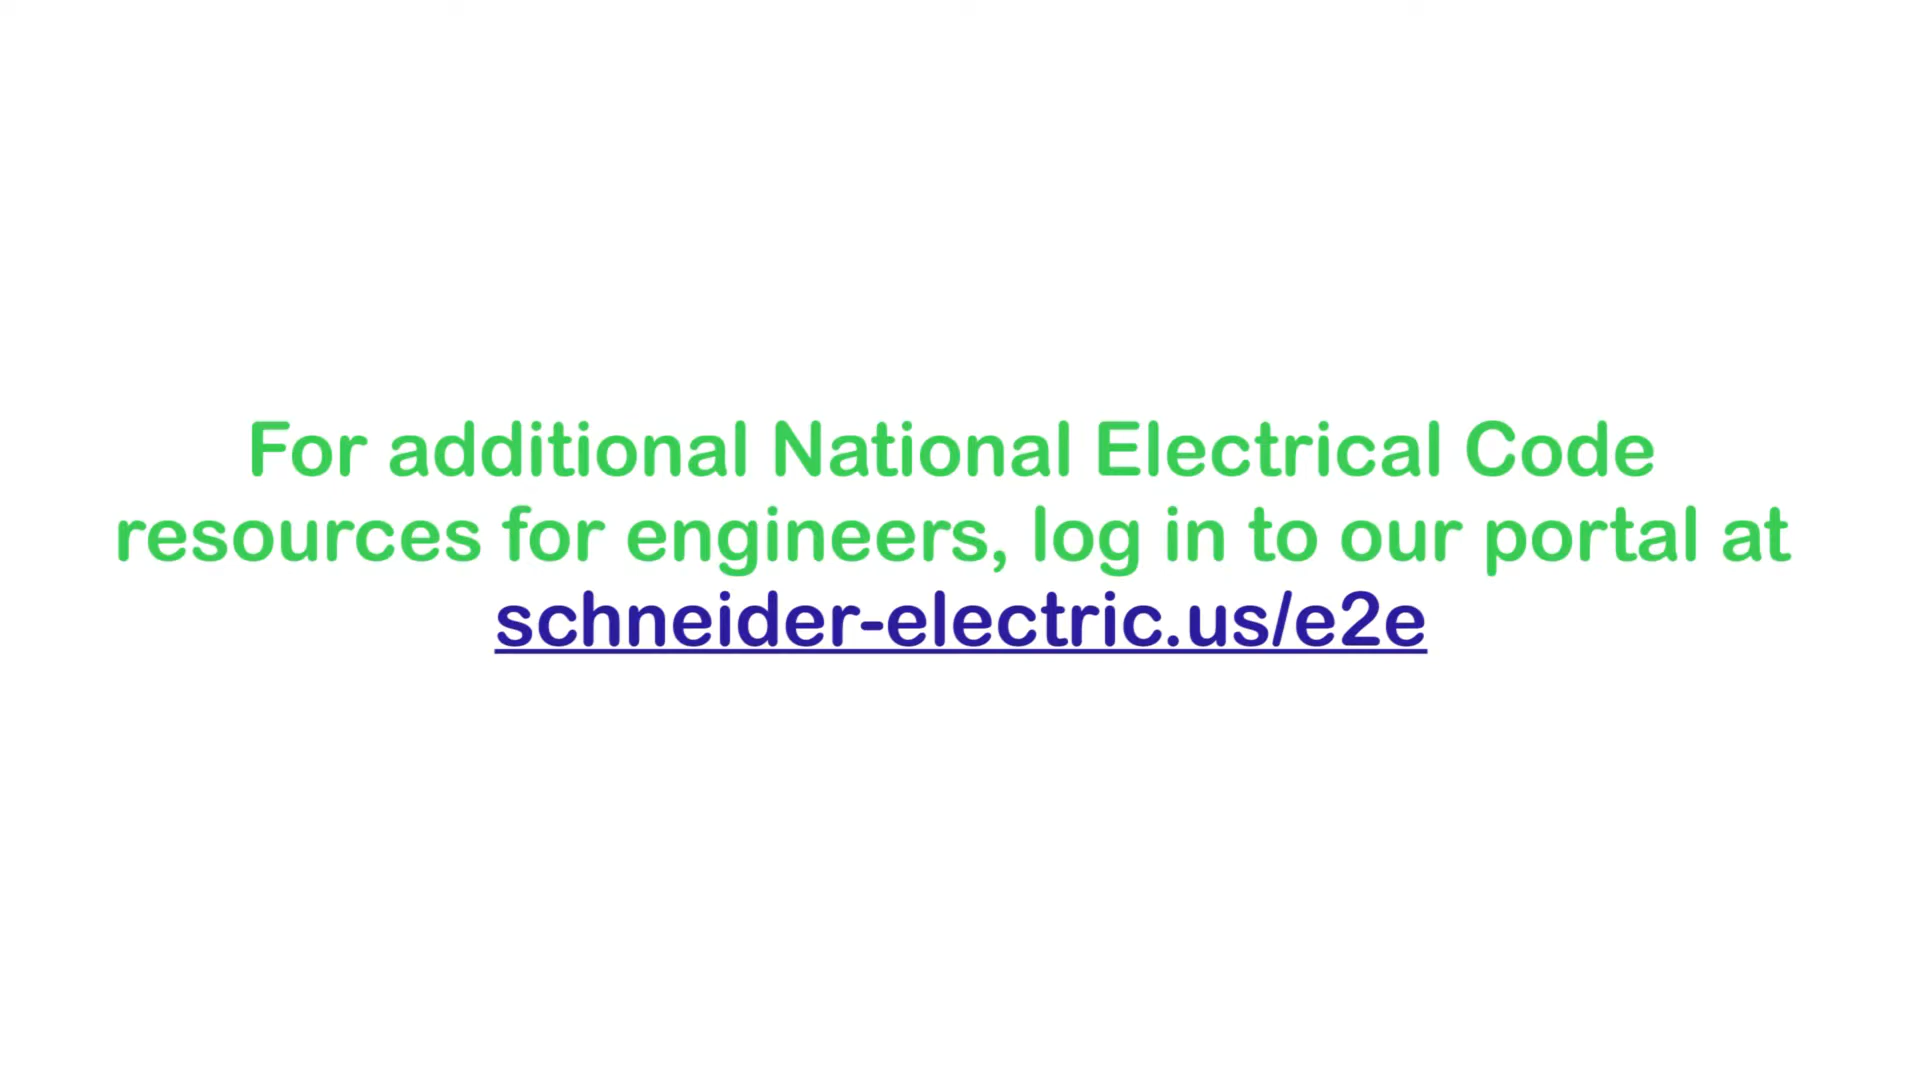 For additional National Electrical Code
resources for engineers, log in to our portal at
schneider-electric.us/e2e